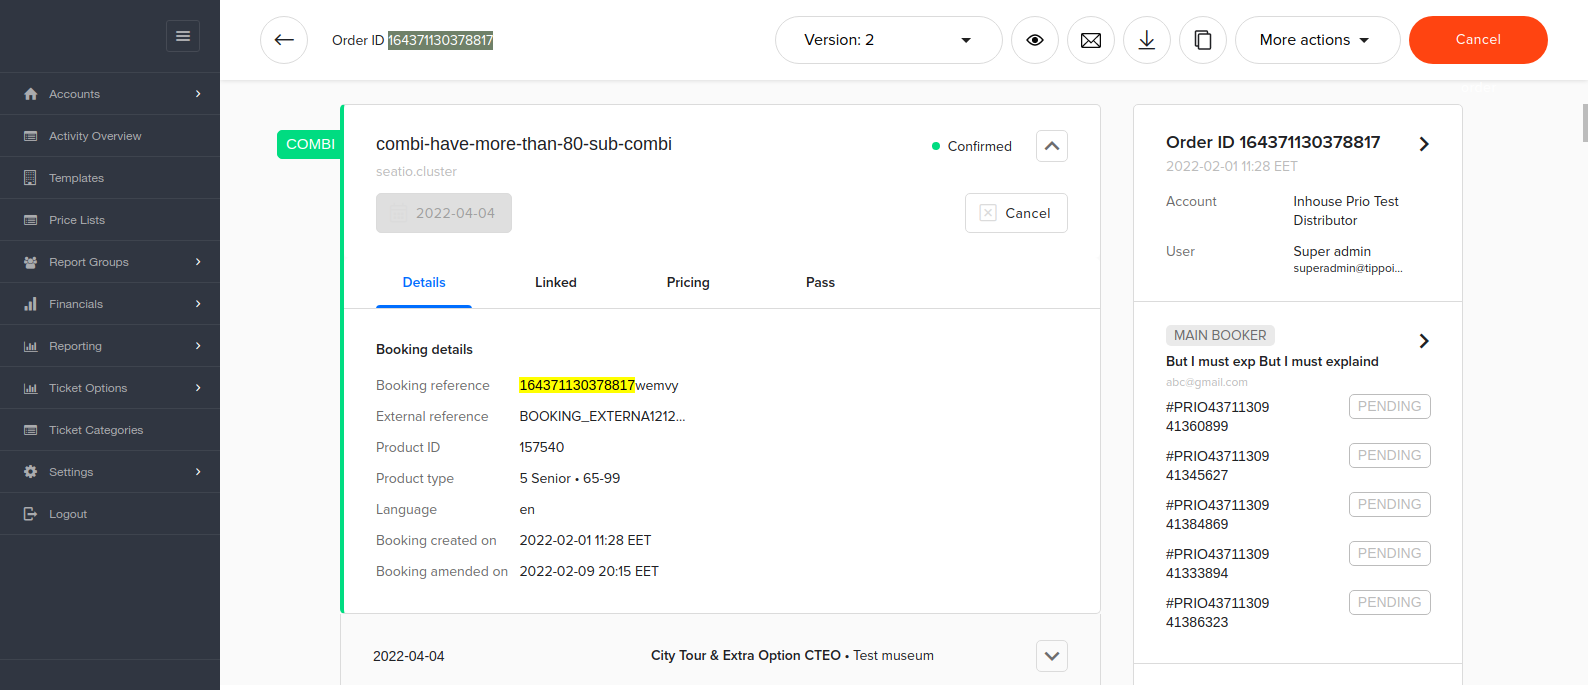 Order ID 164371130378817
Version: 2
More actions
Cancel
Accounts
Activity Overview
Templates
Price Lists
Report Groups
Financials
Reporting
Ticket Options
Ticket Categories
Settings
Logout
COMBI
combi-have-more-than-80-sub-combi
Confirmed
seatio.cluster
2022-04-04
Cancel
Details Linked Pricing Pass
Booking details
Booking reference 164371130378817wemvy
External reference BOOKING_EXTERNA1212...
Product ID 157540
Product type 5 Senior • 65-99
Language en
Booking created on 2022-02-01 11:28 EET
Booking amended on 2022-02-09 20:15 EET
2022-04-04 City Tour & Extra Option CTEO • Test museum
Order ID 164371130378817
2022-02-01 11:28 EET
Account Inhouse Prio Test
Distributor
User Super admin
superadmin@tippoi...
MAIN BOOKER
But I must exp But I must explaind
abc@gmail.com
#PRIO43711309 PENDING
41360899
#PRIO43711309 PENDING
41345627
#PRIO43711309 PENDING
41384869
#PRIO43711309 PENDING
41333894
#PRIO43711309 PENDING
41386323